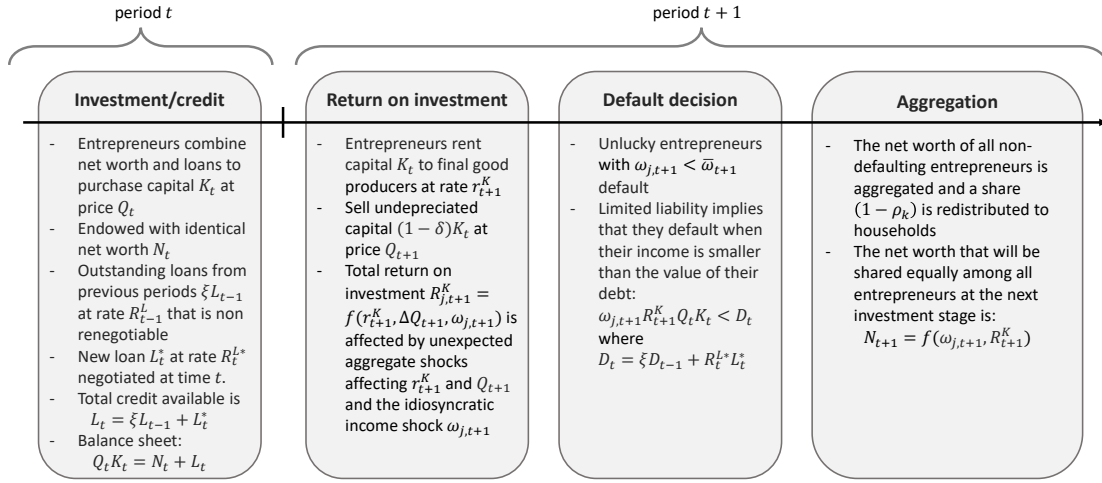 period t
period t + 1
Investment/credit
- Entrepreneurs combine
net worth and loans to
purchase capital K_t at
price Q_t
- Endowed with identical
net worth N_t
- Outstanding loans from
previous periods ξL_{t−1}
at rate R^L_{t−1} that is non
renegotiable
- New loan L^*_t at rate R^{L*}_t
negotiated at time t.
- Total credit available is
L_t = ξL_{t−1} + L^*_t
- Balance sheet:
Q_tK_t = N_t + L_t
Return on investment
- Entrepreneurs rent
capital K_t to final good
producers at rate r^K_{t+1}
- Sell undepreciated
capital (1 − δ)K_t at
price Q_{t+1}
- Total return on
investment R^K_{j,t+1} =
f(r^K_{t+1}, ΔQ_{t+1}, ω_{j,t+1}) is
affected by unexpected
aggregate shocks
affecting r^K_{t+1} and Q_{t+1}
and the idiosyncratic
income shock ω_{j,t+1}
Default decision
- Unlucky entrepreneurs
with ω_{j,t+1} < ω̅_{t+1}
default
- Limited liability implies
that they default when
their income is smaller
than the value of their
debt:
ω_{j,t+1}R^K_{t+1}Q_tK_t < D_t
where
D_t = ξD_{t−1} + R^{L*}_tL^*_t
Aggregation
- The net worth of all non-
defaulting entrepreneurs is
aggregated and a share
(1 − ρ_k) is redistributed to
households
- The net worth that will be
shared equally among all
entrepreneurs at the next
investment stage is:
N_{t+1} = f(ω_{j,t+1}, R^K_{t+1})